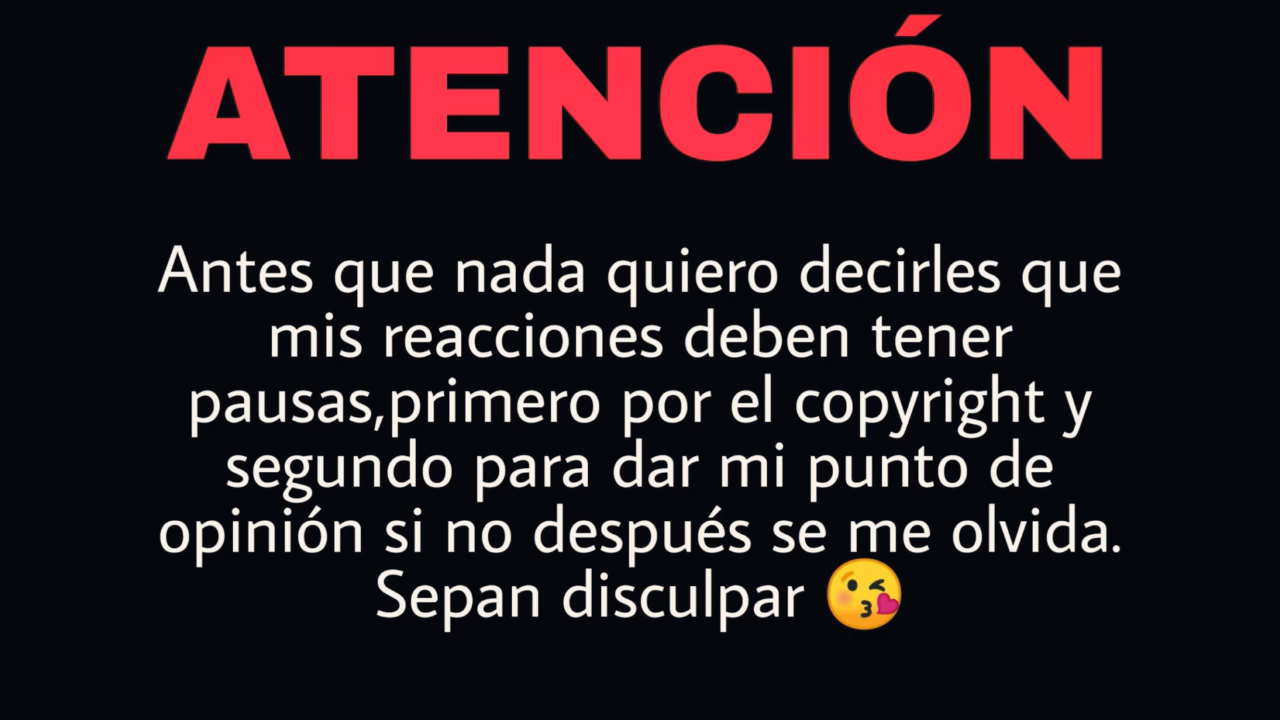 ATENCIÓN
Antes que nada quiero decirles que
mis reacciones deben tener
pausas,primero por el copyright y
segundo para dar mi punto de
opinión si no después se me olvida.
Sepan disculpar 😘